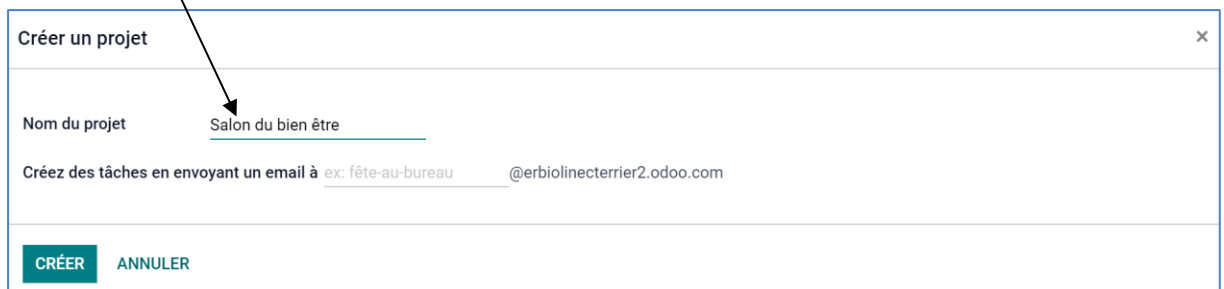 Créer un projet ×
Nom du projet Salon du bien être
Créez des tâches en envoyant un email à ex: fête-au-bureau @erbiolinecterrier2.odoo.com
CRÉER ANNULER